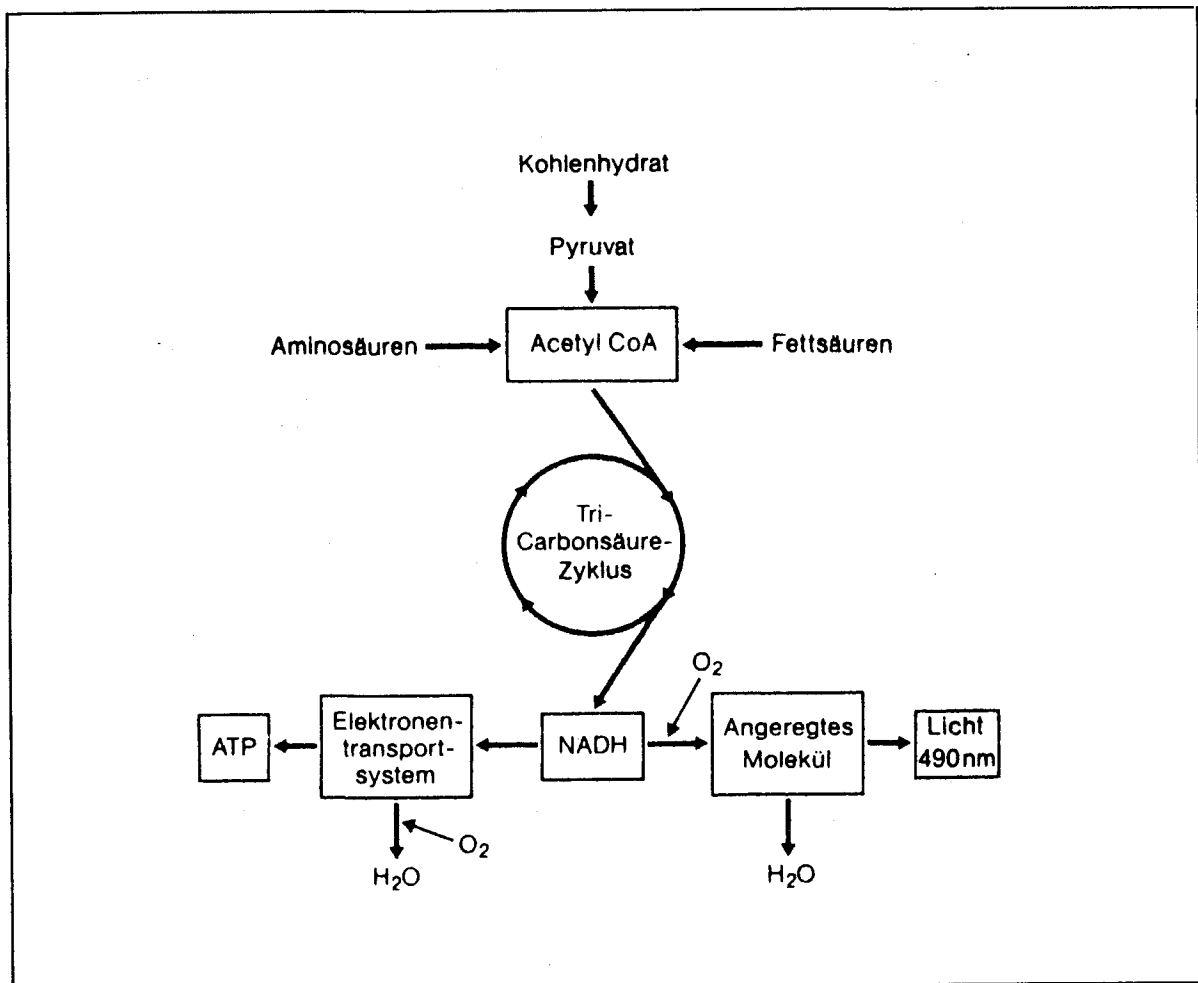 Kohlenhydrat
Pyruvat
Aminosäuren
Acetyl CoA
Fettsäuren
Tri-
Carbonsäure-
Zyklus
O₂
ATP
Elektronen-
transport-
system
NADH
Angeregtes
Molekül
Licht
490nm
O₂
H₂O
H₂O